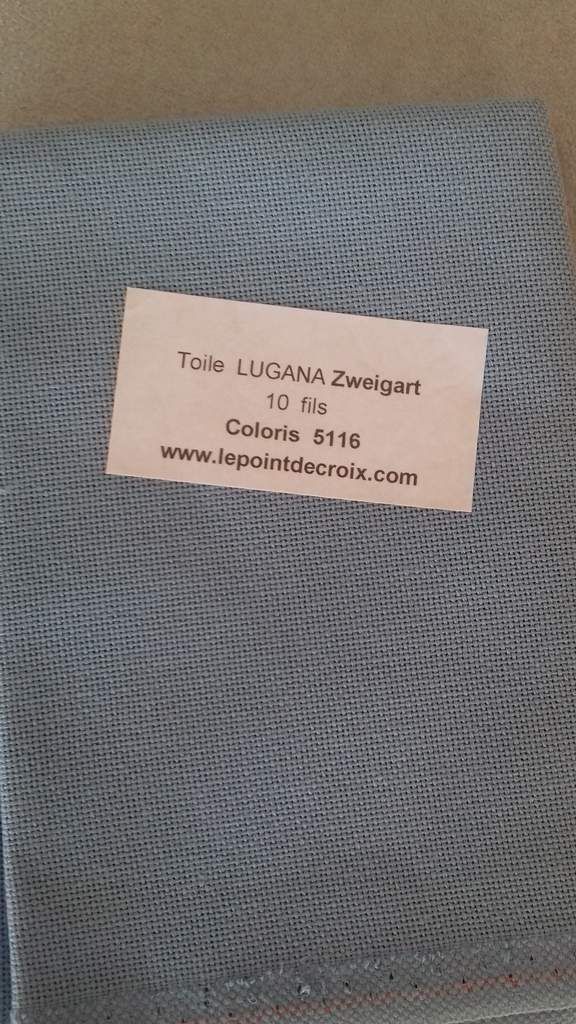 Toile LUGANA Zweigart
10 fils
Coloris 5116
www.lepointdecroix.com